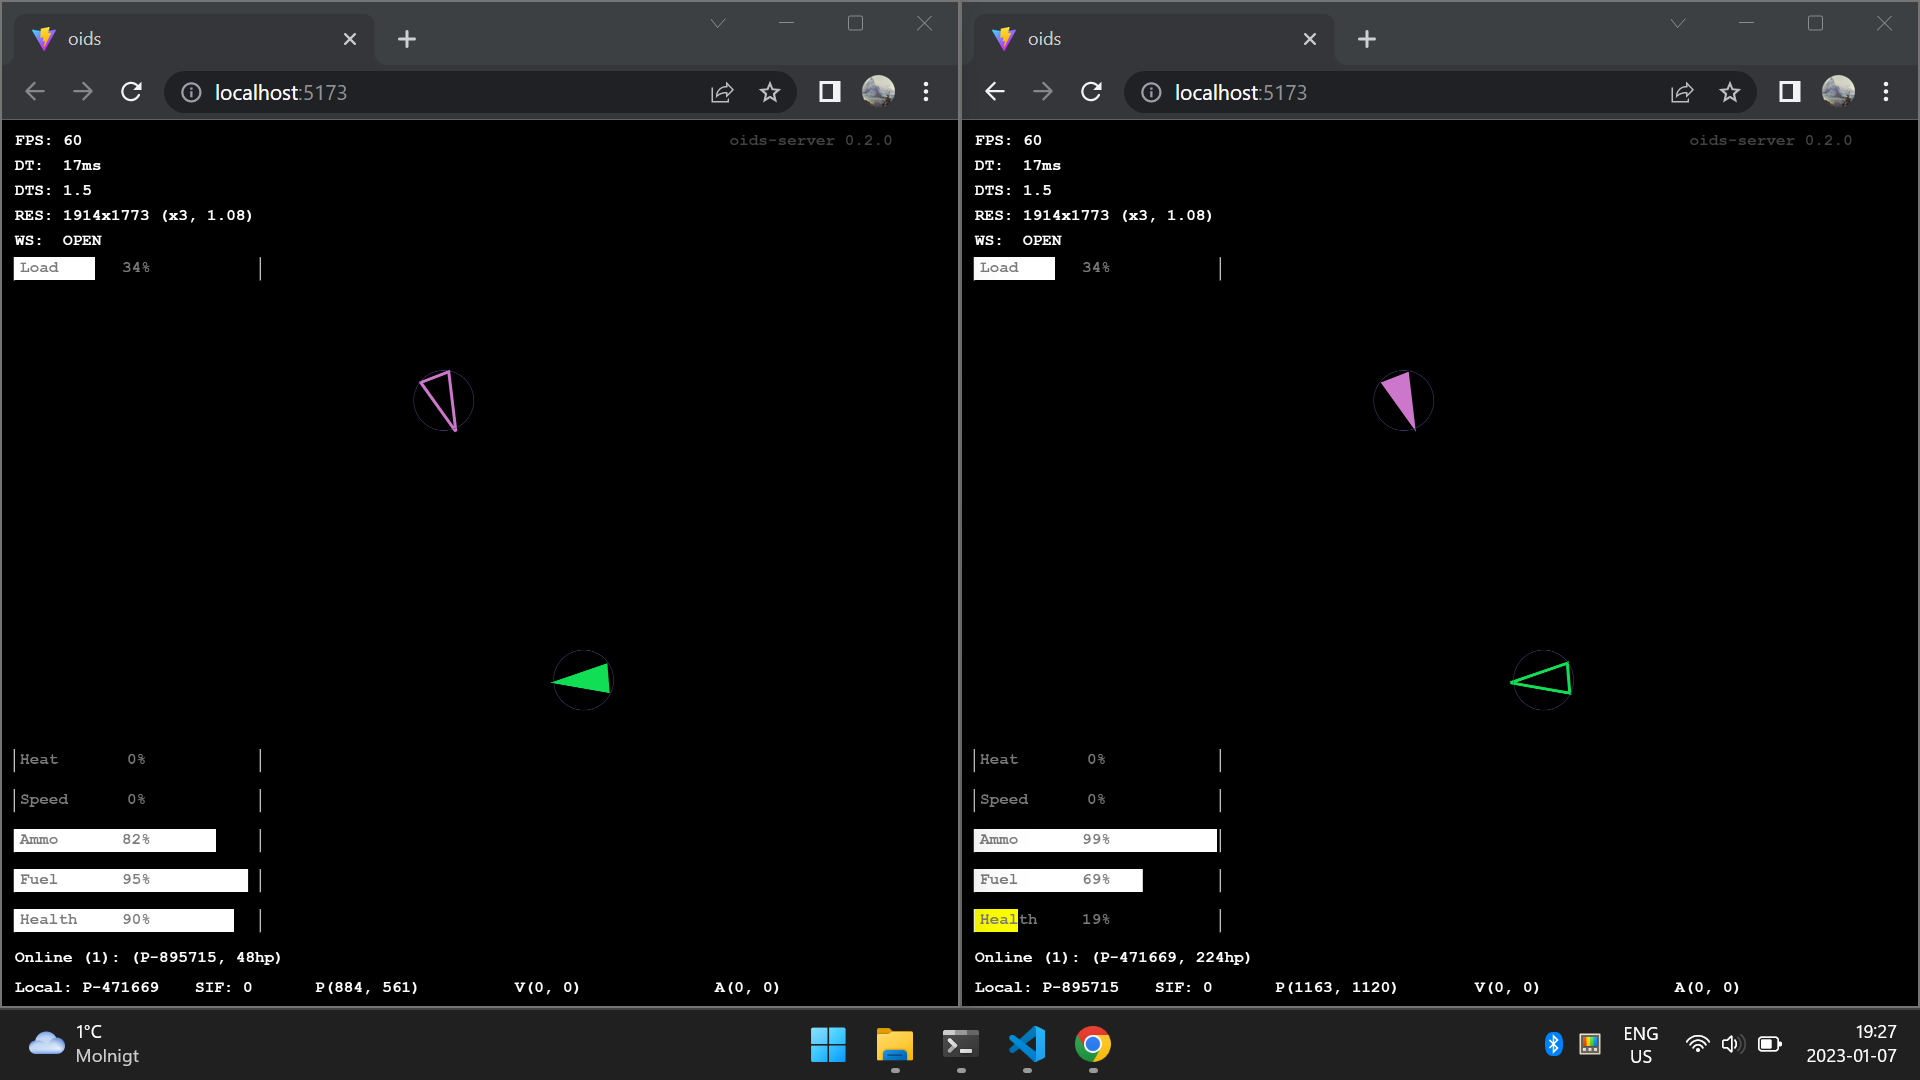 oids
localhost:5173
FPS: 60
oids-server 0.2.0
DT: 17ms
DTS: 1.5
RES: 1914x1773 (x3, 1.08)
WS: OPEN
Load 34%
Heat 0%
Speed 0%
Ammo 82%
Fuel 95%
Health 90%
Online (1): (P-895715, 48hp)
Local: P-471669 SIF: 0 P(884, 561) V(0, 0) A(0, 0)
oids
localhost:5173
FPS: 60
oids-server 0.2.0
DT: 17ms
DTS: 1.5
RES: 1914x1773 (x3, 1.08)
WS: OPEN
Load 34%
Heat 0%
Speed 0%
Ammo 99%
Fuel 69%
Health 19%
Online (1): (P-471669, 224hp)
Local: P-895715 SIF: 0 P(1163, 1120) V(0, 0) A(0, 0)
1°C
Molnigt
ENG
US
19:27
2023-01-07